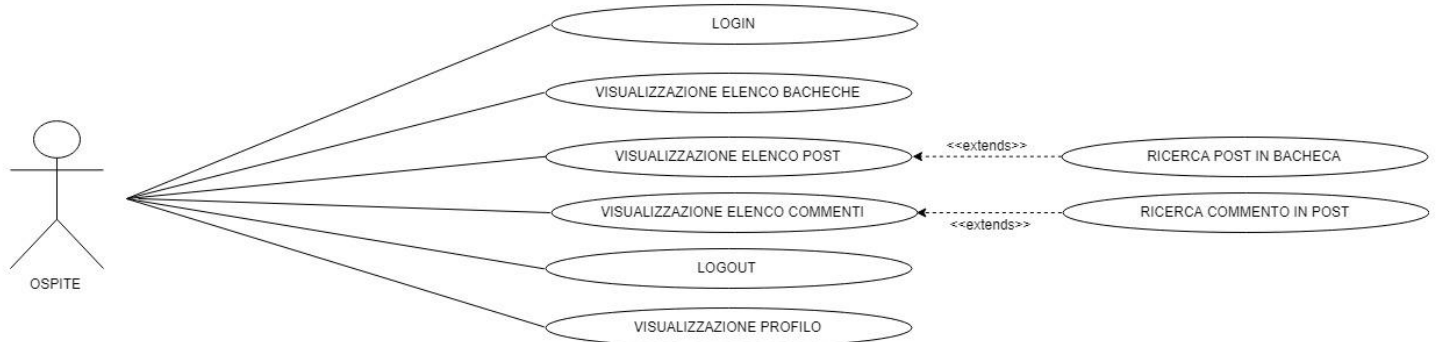 LOGIN
VISUALIZZAZIONE ELENCO BACHECHE
VISUALIZZAZIONE ELENCO POST
<<extends>>
RICERCA POST IN BACHECA
VISUALIZZAZIONE ELENCO COMMENTI
<<extends>>
RICERCA COMMENTO IN POST
LOGOUT
OSPITE
VISUALIZZAZIONE PROFILO